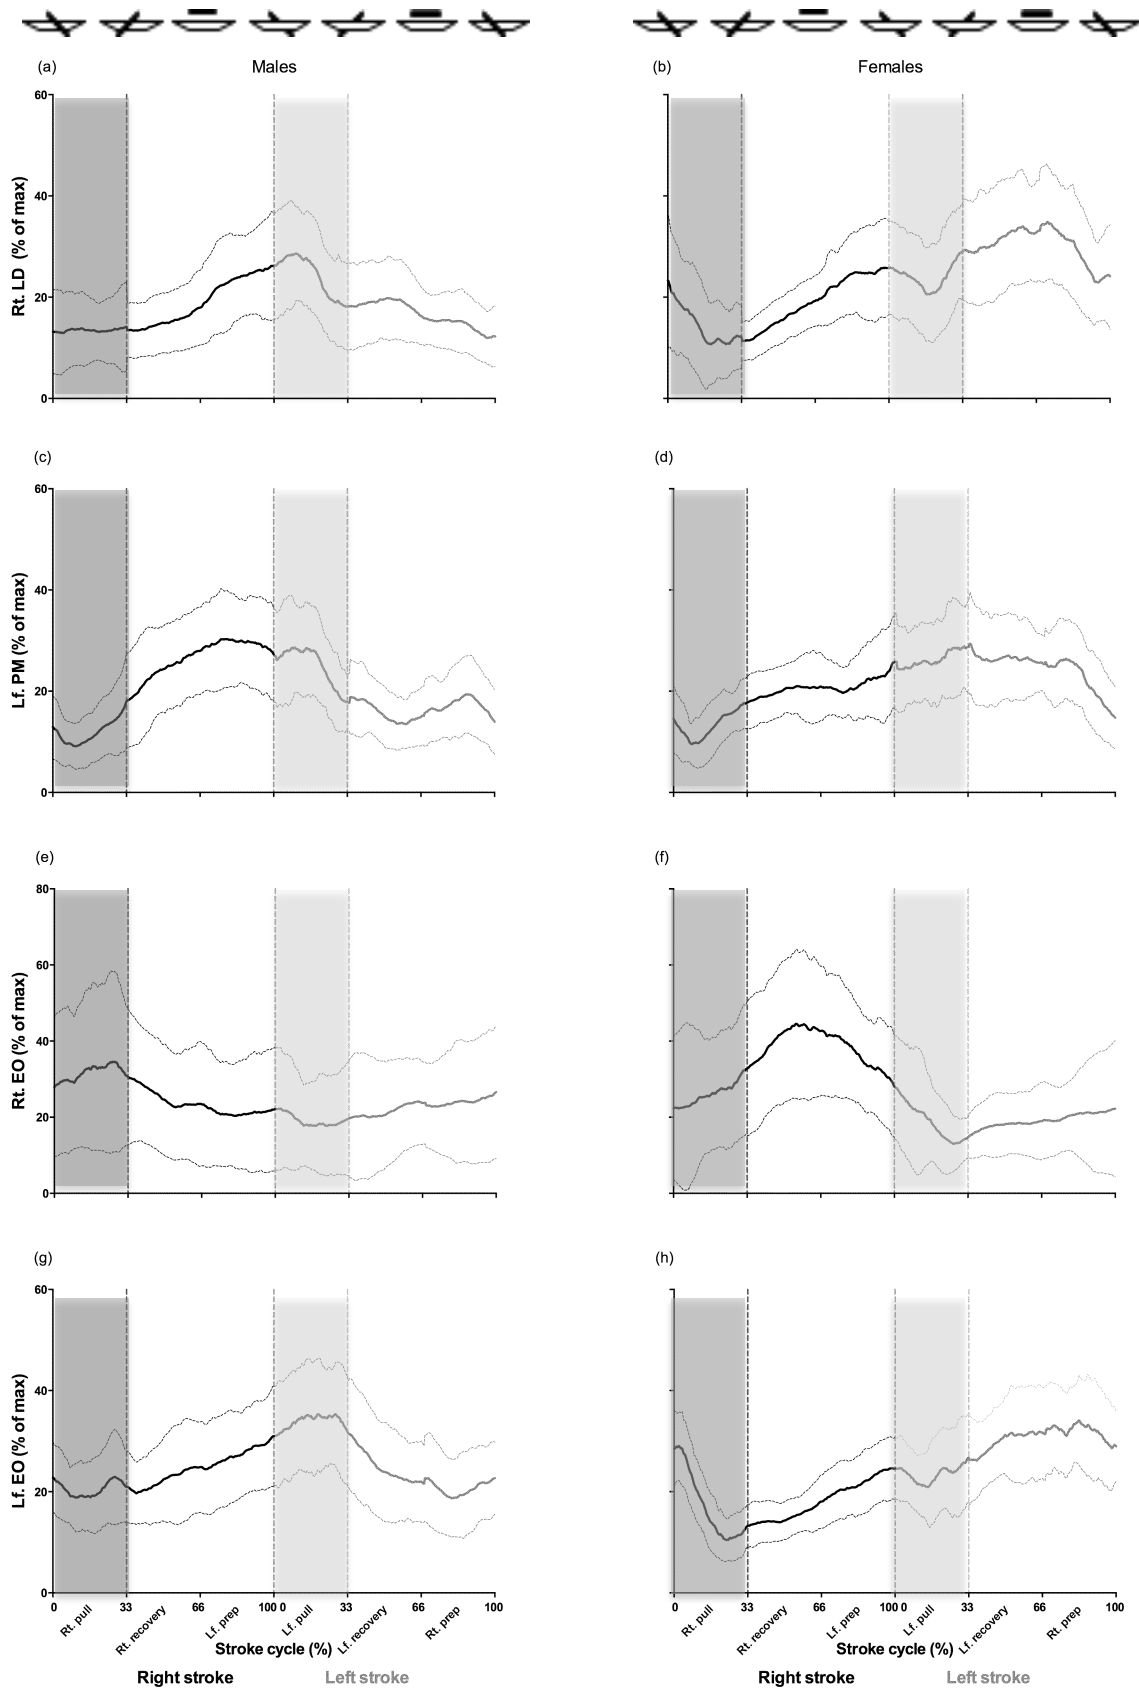 (a) Males (b) Females
60
40
20
0
Rt. LD (% of max)
(c) (d)
60
40
20
0
Lf. PM (% of max)
(e) (f)
80
60
40
20
0
Rt. EO (% of max)
(g) (h)
60
40
20
0
Lf. EO (% of max)
0 33 66 100 0 33 66 100 0 33 66 100 0 33 66 100
Rt. pull Rt. recovery Lf. prep Lf. pull Lf. recovery Rt. prep Rt. pull Rt. recovery Lf. prep Lf. pull Lf. recovery Rt. prep
Stroke cycle (%) Stroke cycle (%)
Right stroke Left stroke Right stroke Left stroke